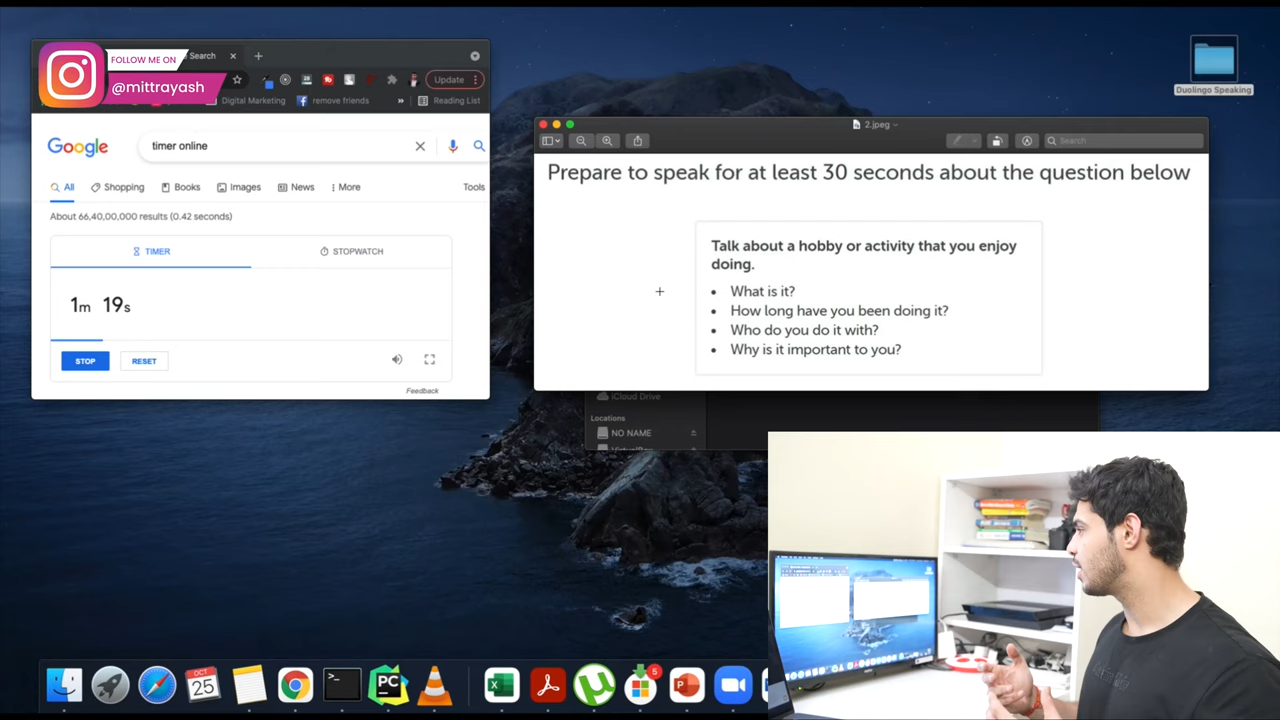 FOLLOW ME ON
@mittrayash
Search
Update
Digital Marketing
remove friends
»
Reading List
Google
timer online
All
Shopping
Books
Images
News
More
Tools
About 66,40,00,000 results (0.42 seconds)
TIMER
STOPWATCH
1m 19s
STOP
RESET
Feedback
Duolingo Speaking
2.jpeg
Search
Prepare to speak for at least 30 seconds about the question below
Talk about a hobby or activity that you enjoy
doing.
• What is it?
• How long have you been doing it?
• Who do you do it with?
• Why is it important to you?
iCloud Drive
Locations
NO NAME
OCT
25
>_
PC
5